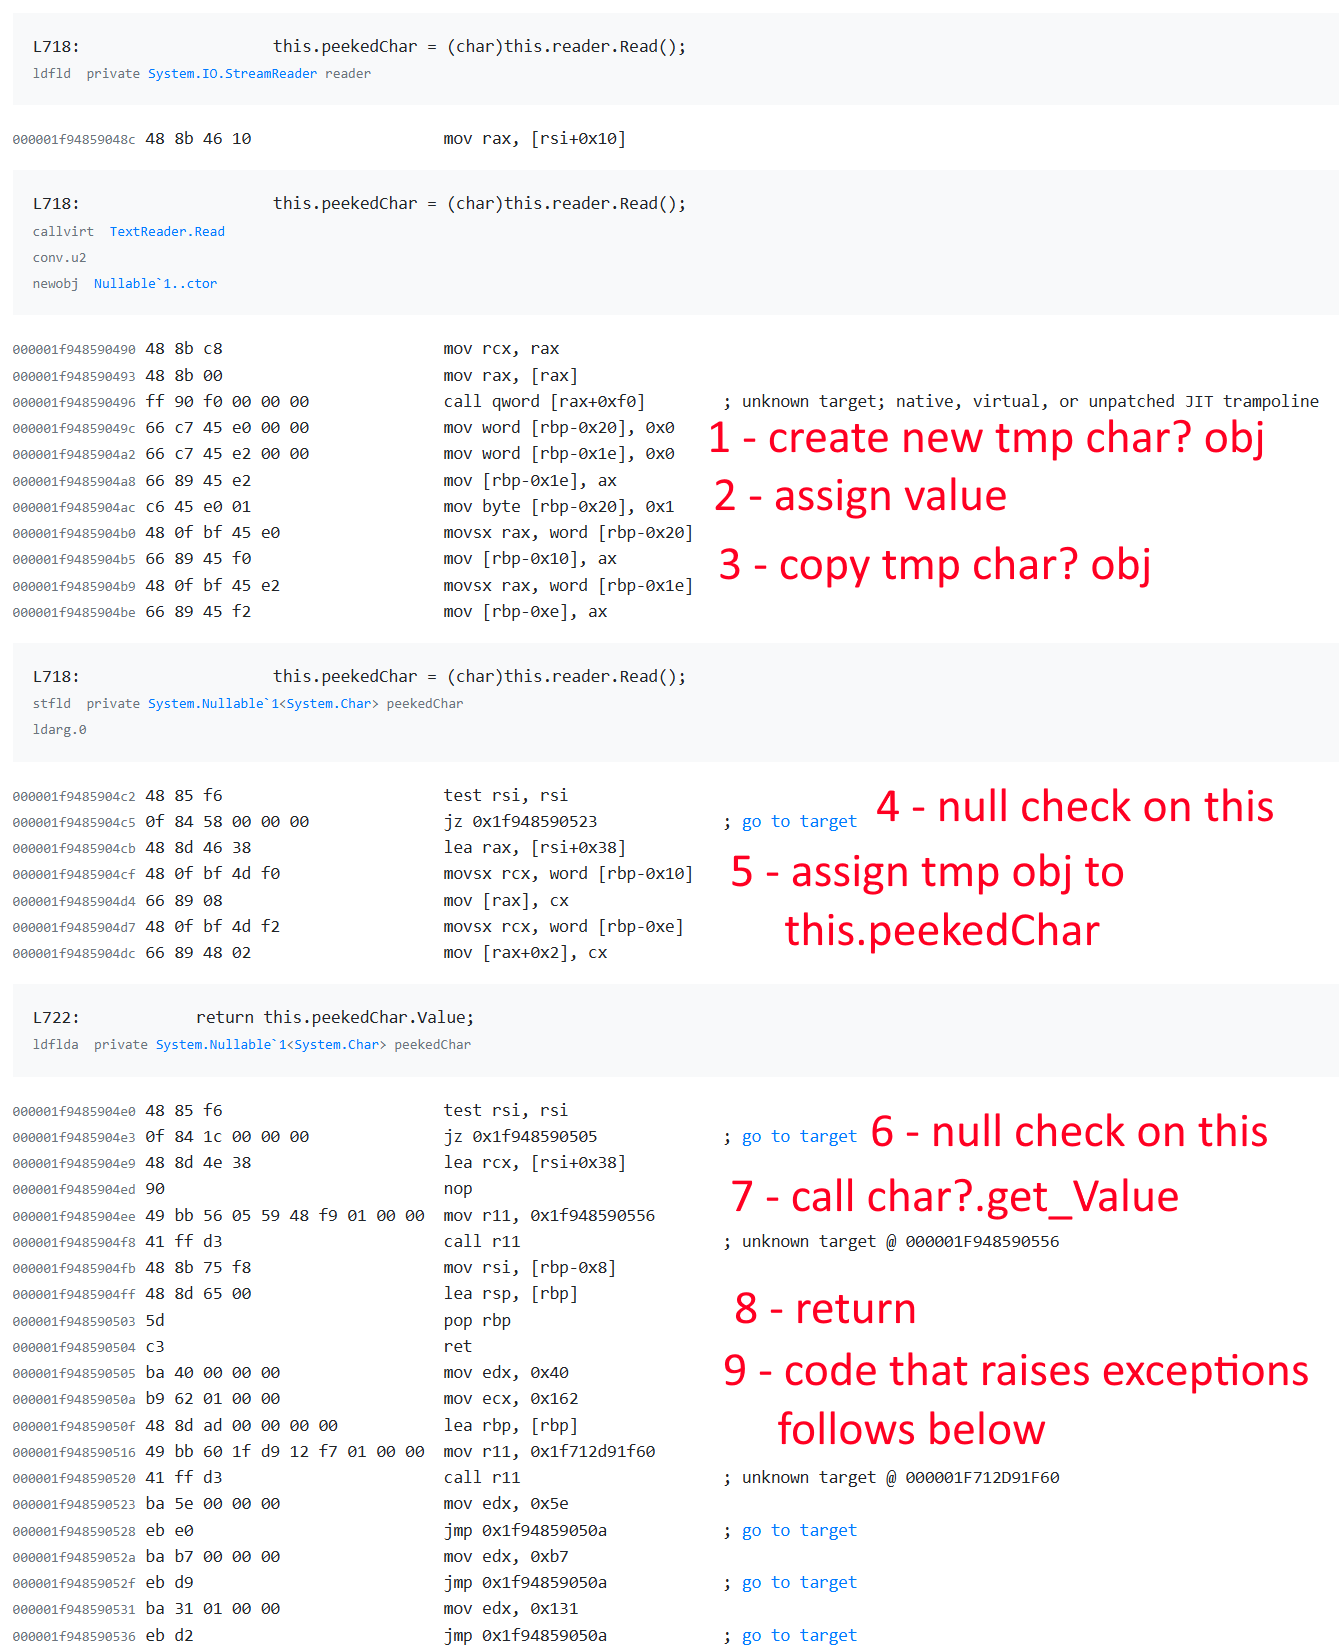 L718: this.peekedChar = (char)this.reader.Read();
ldfld private System.IO.StreamReader reader
000001f94859048c 48 8b 46 10 mov rax, [rsi+0x10]
L718: this.peekedChar = (char)this.reader.Read();
callvirt TextReader.Read
conv.u2
newobj Nullable`1..ctor
000001f948590490 48 8b c8 mov rcx, rax
000001f948590493 48 8b 00 mov rax, [rax]
000001f948590496 ff 90 f0 00 00 00 call qword [rax+0xf0] ; unknown target; native, virtual, or unpatched JIT trampoline
000001f94859049c 66 c7 45 e0 00 00 mov word [rbp-0x20], 0x0
1 - create new tmp char? obj
000001f9485904a2 66 c7 45 e2 00 00 mov word [rbp-0x1e], 0x0
000001f9485904a8 66 89 45 e2 mov [rbp-0x1e], ax
2 - assign value
000001f9485904ac c6 45 e0 01 mov byte [rbp-0x20], 0x1
000001f9485904b0 48 0f bf 45 e0 movsx rax, word [rbp-0x20]
000001f9485904b5 66 89 45 f0 mov [rbp-0x10], ax
3 - copy tmp char? obj
000001f9485904b9 48 0f bf 45 e2 movsx rax, word [rbp-0x1e]
000001f9485904be 66 89 45 f2 mov [rbp-0xe], ax
L718: this.peekedChar = (char)this.reader.Read();
stfld private System.Nullable`1<System.Char> peekedChar
ldarg.0
000001f9485904c2 48 85 f6 test rsi, rsi
4 - null check on this
000001f9485904c5 0f 84 58 00 00 00 jz 0x1f948590523 ; go to target
000001f9485904cb 48 8d 46 38 lea rax, [rsi+0x38]
000001f9485904cf 48 0f bf 4d f0 movsx rcx, word [rbp-0x10]
5 - assign tmp obj to
000001f9485904d4 66 89 08 mov [rax], cx
000001f9485904d7 48 0f bf 4d f2 movsx rcx, word [rbp-0xe]
this.peekedChar
000001f9485904dc 66 89 48 02 mov [rax+0x2], cx
L722: return this.peekedChar.Value;
ldflda private System.Nullable`1<System.Char> peekedChar
000001f9485904e0 48 85 f6 test rsi, rsi
000001f9485904e3 0f 84 1c 00 00 00 jz 0x1f948590505 ; go to target
6 - null check on this
000001f9485904e9 48 8d 4e 38 lea rcx, [rsi+0x38]
000001f9485904ed 90 nop
7 - call char?.get_Value
000001f9485904ee 49 bb 56 05 59 48 f9 01 00 00 mov r11, 0x1f948590556
000001f9485904f8 41 ff d3 call r11 ; unknown target @ 000001F948590556
000001f9485904fb 48 8b 75 f8 mov rsi, [rbp-0x8]
000001f9485904ff 48 8d 65 00 lea rsp, [rbp]
8 - return
000001f948590503 5d pop rbp
000001f948590504 c3 ret
000001f948590505 ba 40 00 00 00 mov edx, 0x40
9 - code that raises exceptions
000001f94859050a b9 62 01 00 00 mov ecx, 0x162
000001f94859050f 48 8d ad 00 00 00 00 lea rbp, [rbp]
follows below
000001f948590516 49 bb 60 1f d9 12 f7 01 00 00 mov r11, 0x1f712d91f60
000001f948590520 41 ff d3 call r11 ; unknown target @ 000001F712D91F60
000001f948590523 ba 5e 00 00 00 mov edx, 0x5e
000001f948590528 eb e0 jmp 0x1f94859050a ; go to target
000001f94859052a ba b7 00 00 00 mov edx, 0xb7
000001f94859052f eb d9 jmp 0x1f94859050a ; go to target
000001f948590531 ba 31 01 00 00 mov edx, 0x131
000001f948590536 eb d2 jmp 0x1f94859050a ; go to target